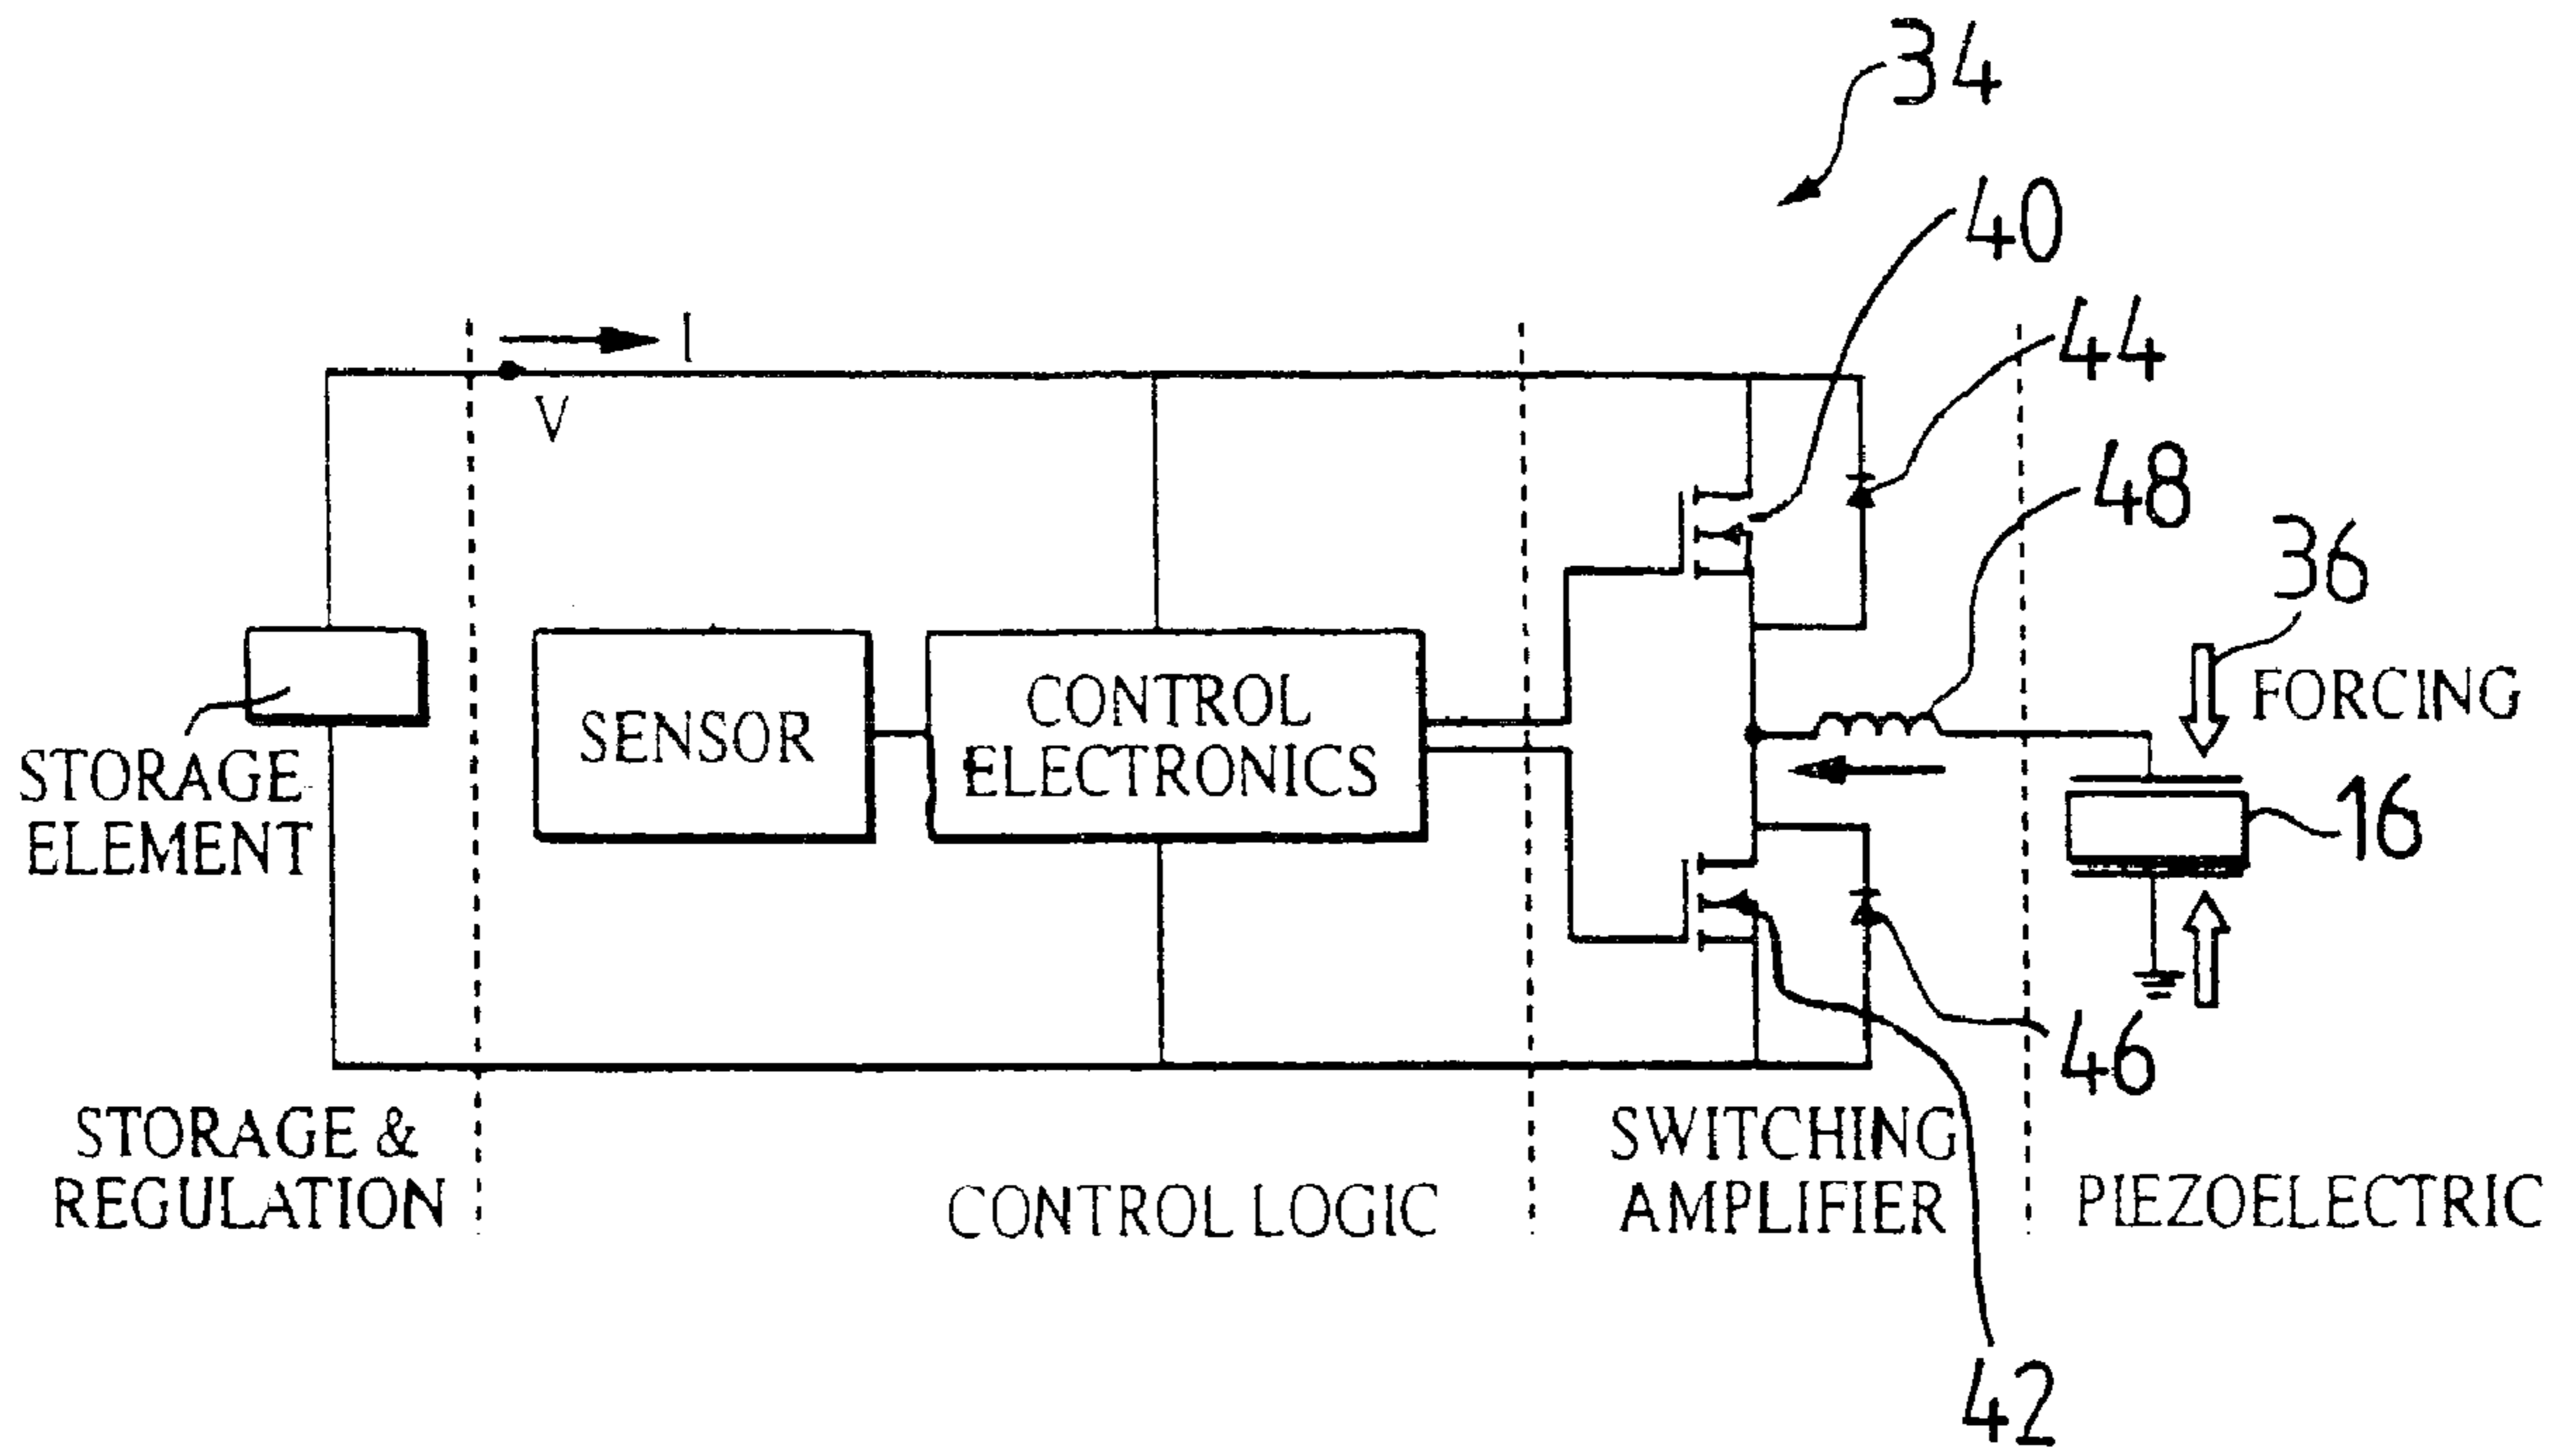 34
40
44
I
V
48
36
FORCING
SENSOR
CONTROL
ELECTRONICS
STORAGE
ELEMENT
16
46
STORAGE &
REGULATION
CONTROL LOGIC
SWITCHING
AMPLIFIER
PIEZOELECTRIC
42